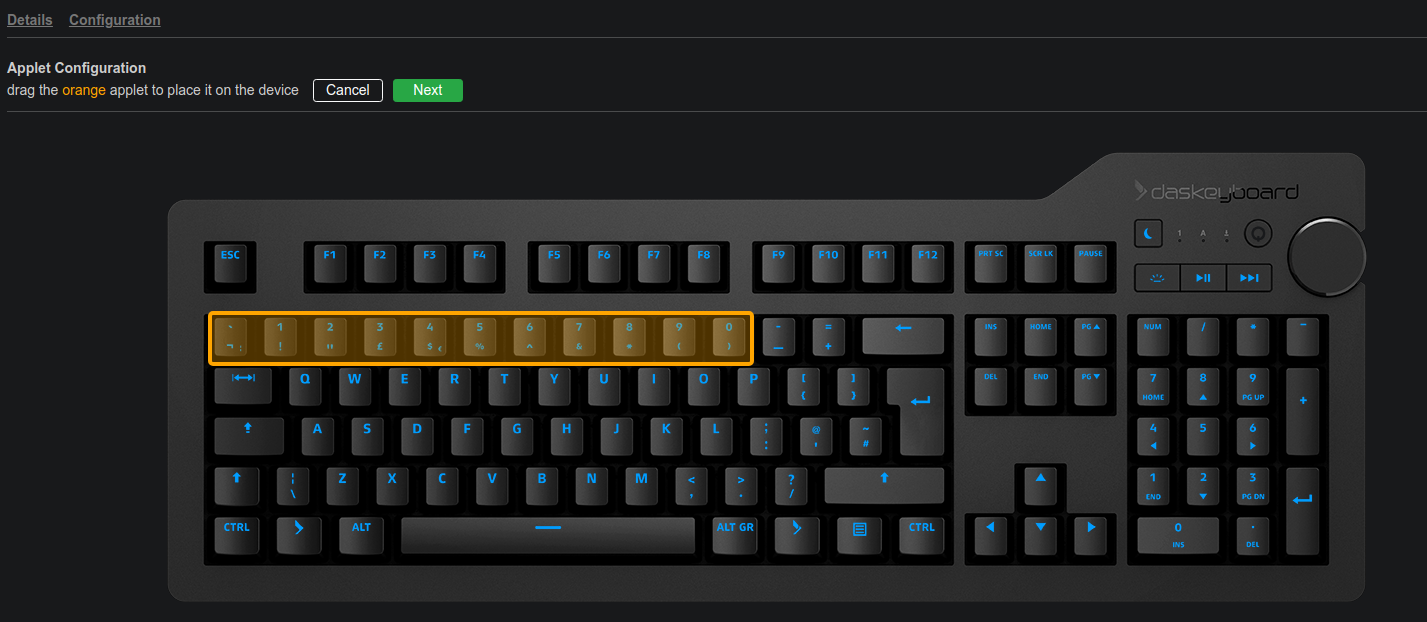 Details Configuration
Applet Configuration
drag the orange applet to place it on the device Cancel Next
daskeyboard
1 A
ESC F1 F2 F3 F4 F5 F6 F7 F8 F9 F10 F11 F12 PRT SC SCR LK PAUSE
` 1 2 3 4 5 6 7 8 9 0 - = INS HOME PG▲ NUM / * -
¬ ¦ ! " £ $ € % ^ & * ( ) _ +
Q W E R T Y U I O P [ ] DEL END PG▼ 7 8 9 +
{ } HOME ▲ PG UP
A S D F G H J K L ; @ ~ 4 5 6
: ' # ◀ ▶
¦ Z X C V B N M < > ? ▲ 1 2 3
\ , . / END ▼ PG DN
CTRL ALT ALT GR CTRL ◀ ▼ ▶ 0 .
INS DEL